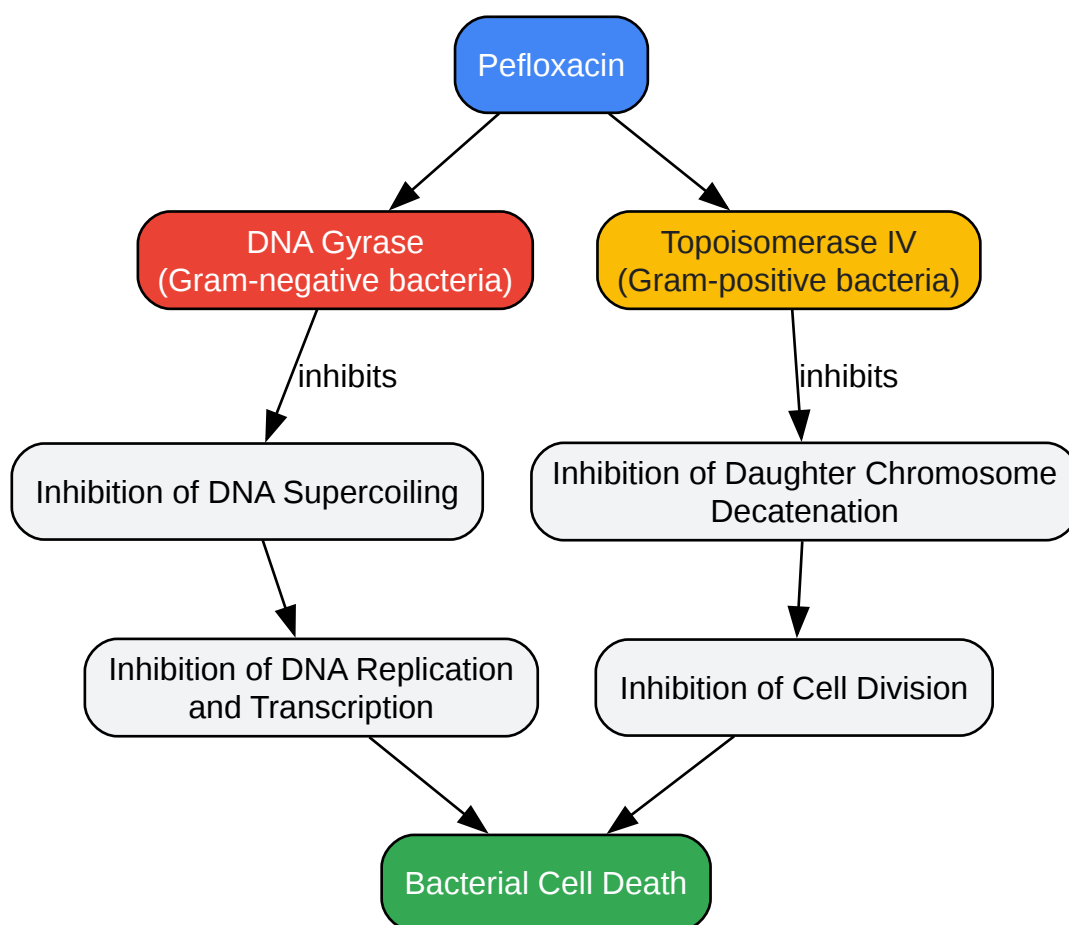 Pefloxacin
DNA Gyrase
(Gram-negative bacteria)
Topoisomerase IV
(Gram-positive bacteria)
inhibits
inhibits
Inhibition of DNA Supercoiling
Inhibition of Daughter Chromosome
Decatenation
Inhibition of DNA Replication
and Transcription
Inhibition of Cell Division
Bacterial Cell Death